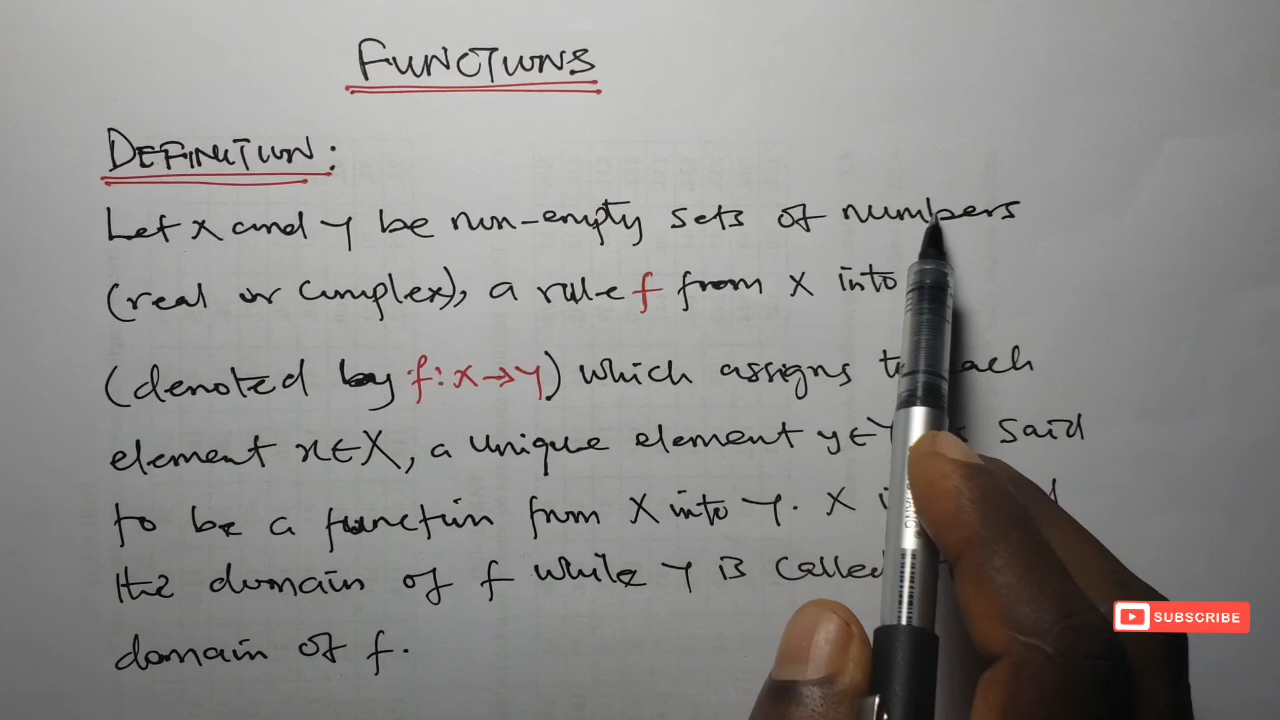 FUNCTIONS
DEFINITION:
Let X and Y be non-empty sets of numbers
(real or complex), a rule f from X into
(denoted by f: X → Y) which assigns to each
element x ∈ X, a unique element y ∈ Y said
to be a function from X into Y. X
the domain of f while Y is called
domain of f.
SUBSCRIBE